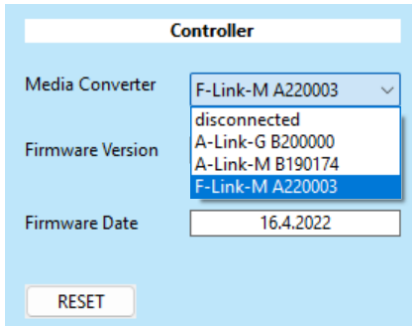 Controller
Media Converter
F-Link-M A220003
disconnected
A-Link-G B200000
A-Link-M B190174
F-Link-M A220003
Firmware Version
Firmware Date
16.4.2022
RESET